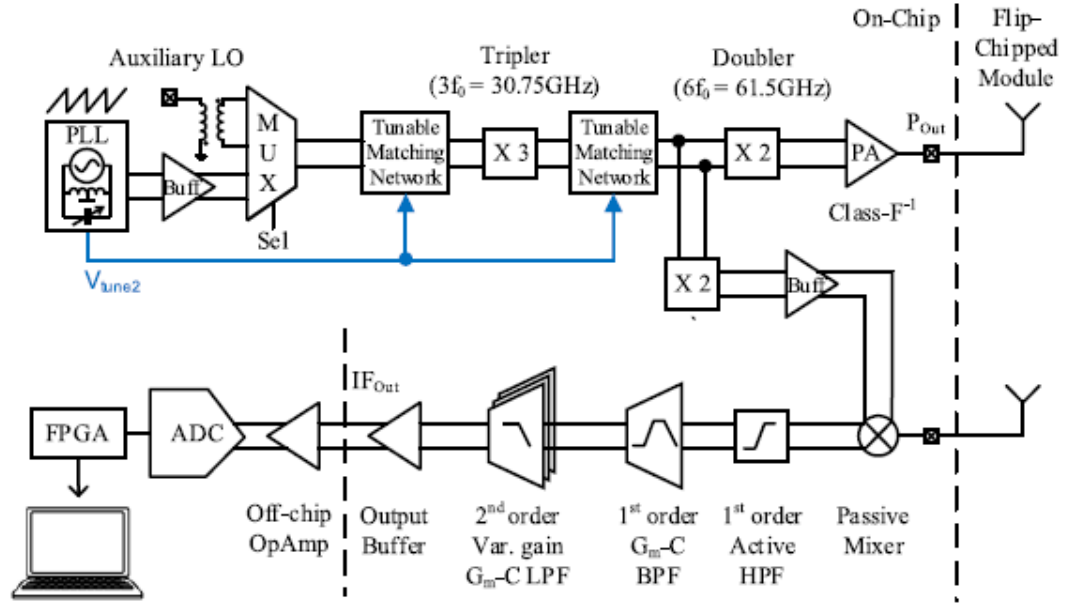 On-Chip
Flip-
Chipped
Module
Auxiliary LO
Tripler
(3f₀ = 30.75GHz)
Doubler
(6f₀ = 61.5GHz)
PLL
Buff
M
U
X
Sel
Tunable
Matching
Network
X 3
Tunable
Matching
Network
X 2
PA
P_Out
Class-F⁻¹
V_tune2
X 2
Buff
IF_Out
FPGA
ADC
Off-chip
OpAmp
Output
Buffer
2nd order
Var. gain
G_m-C LPF
1st order
G_m-C
BPF
1st order
Active
HPF
Passive
Mixer